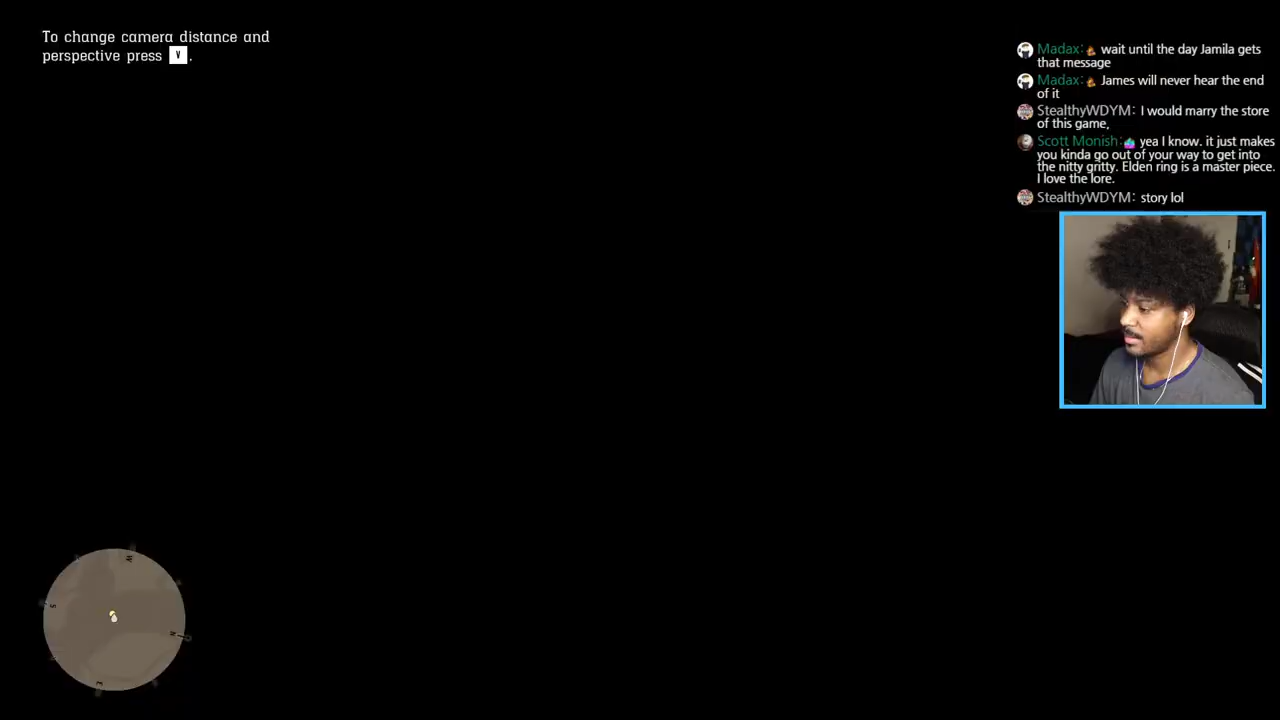 To change camera distance and
perspective press V .
Madax: wait until the day Jamila gets
that message
Madax: James will never hear the end
of it
StealthyWDYM: I would marry the store
of this game,
Scott Monish: yea I know. it just makes
you kinda go out of your way to get into
the nitty gritty. Elden ring is a master piece.
I love the lore.
StealthyWDYM: story lol
W
S
N
E